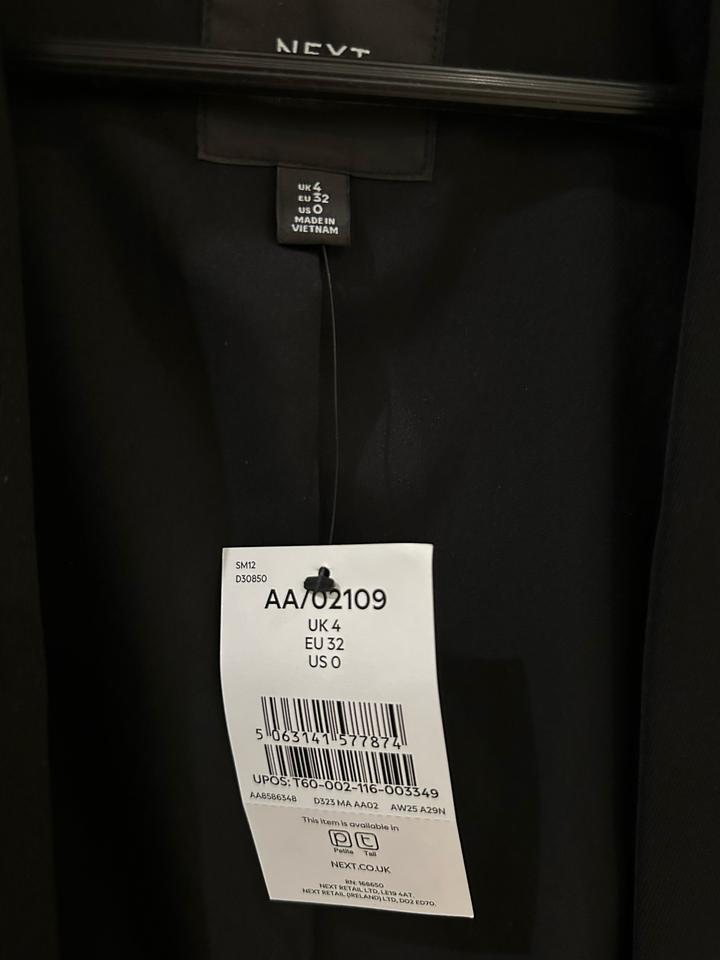 NEXT
UK 4
EU 32
US 0
MADE IN
VIETNAM
SM12
D30850
AA/02109
UK 4
EU 32
US 0
5 063141 577874
UPOS: T60-002-116-003349
AA8586348 D323 MA AA02 AW25 A29N
This item is available in
p t
Petite Tall
NEXT.CO.UK
RN. 168650
NEXT RETAIL LTD, LE19 4AT.
NEXT RETAIL (IRELAND) LTD, D02 ED70.